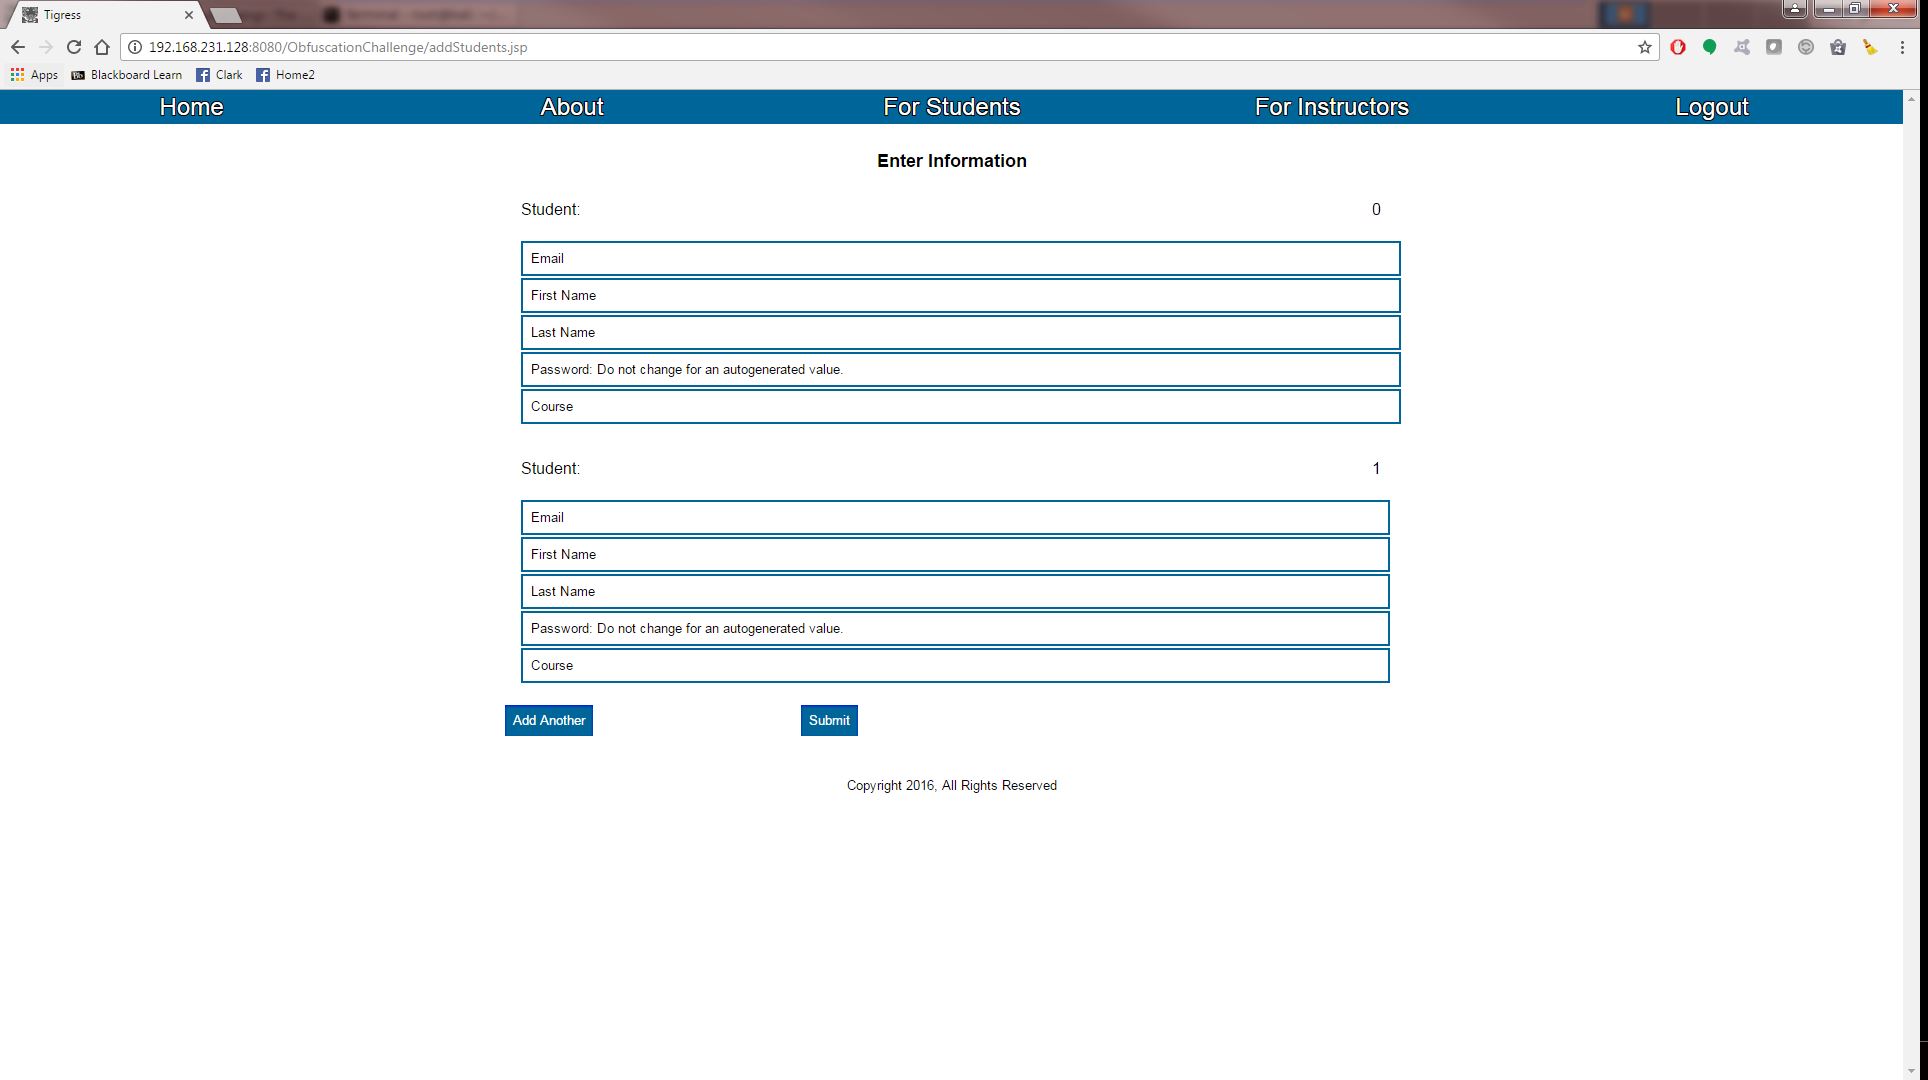 Tigress
192.168.231.128:8080/ObfuscationChallenge/addStudents.jsp
Apps Bb Blackboard Learn f Clark f Home2
Home About For Students For Instructors Logout
Enter Information
Student: 0
Email
First Name
Last Name
Password: Do not change for an autogenerated value.
Course
Student: 1
Email
First Name
Last Name
Password: Do not change for an autogenerated value.
Course
Add Another Submit
Copyright 2016, All Rights Reserved